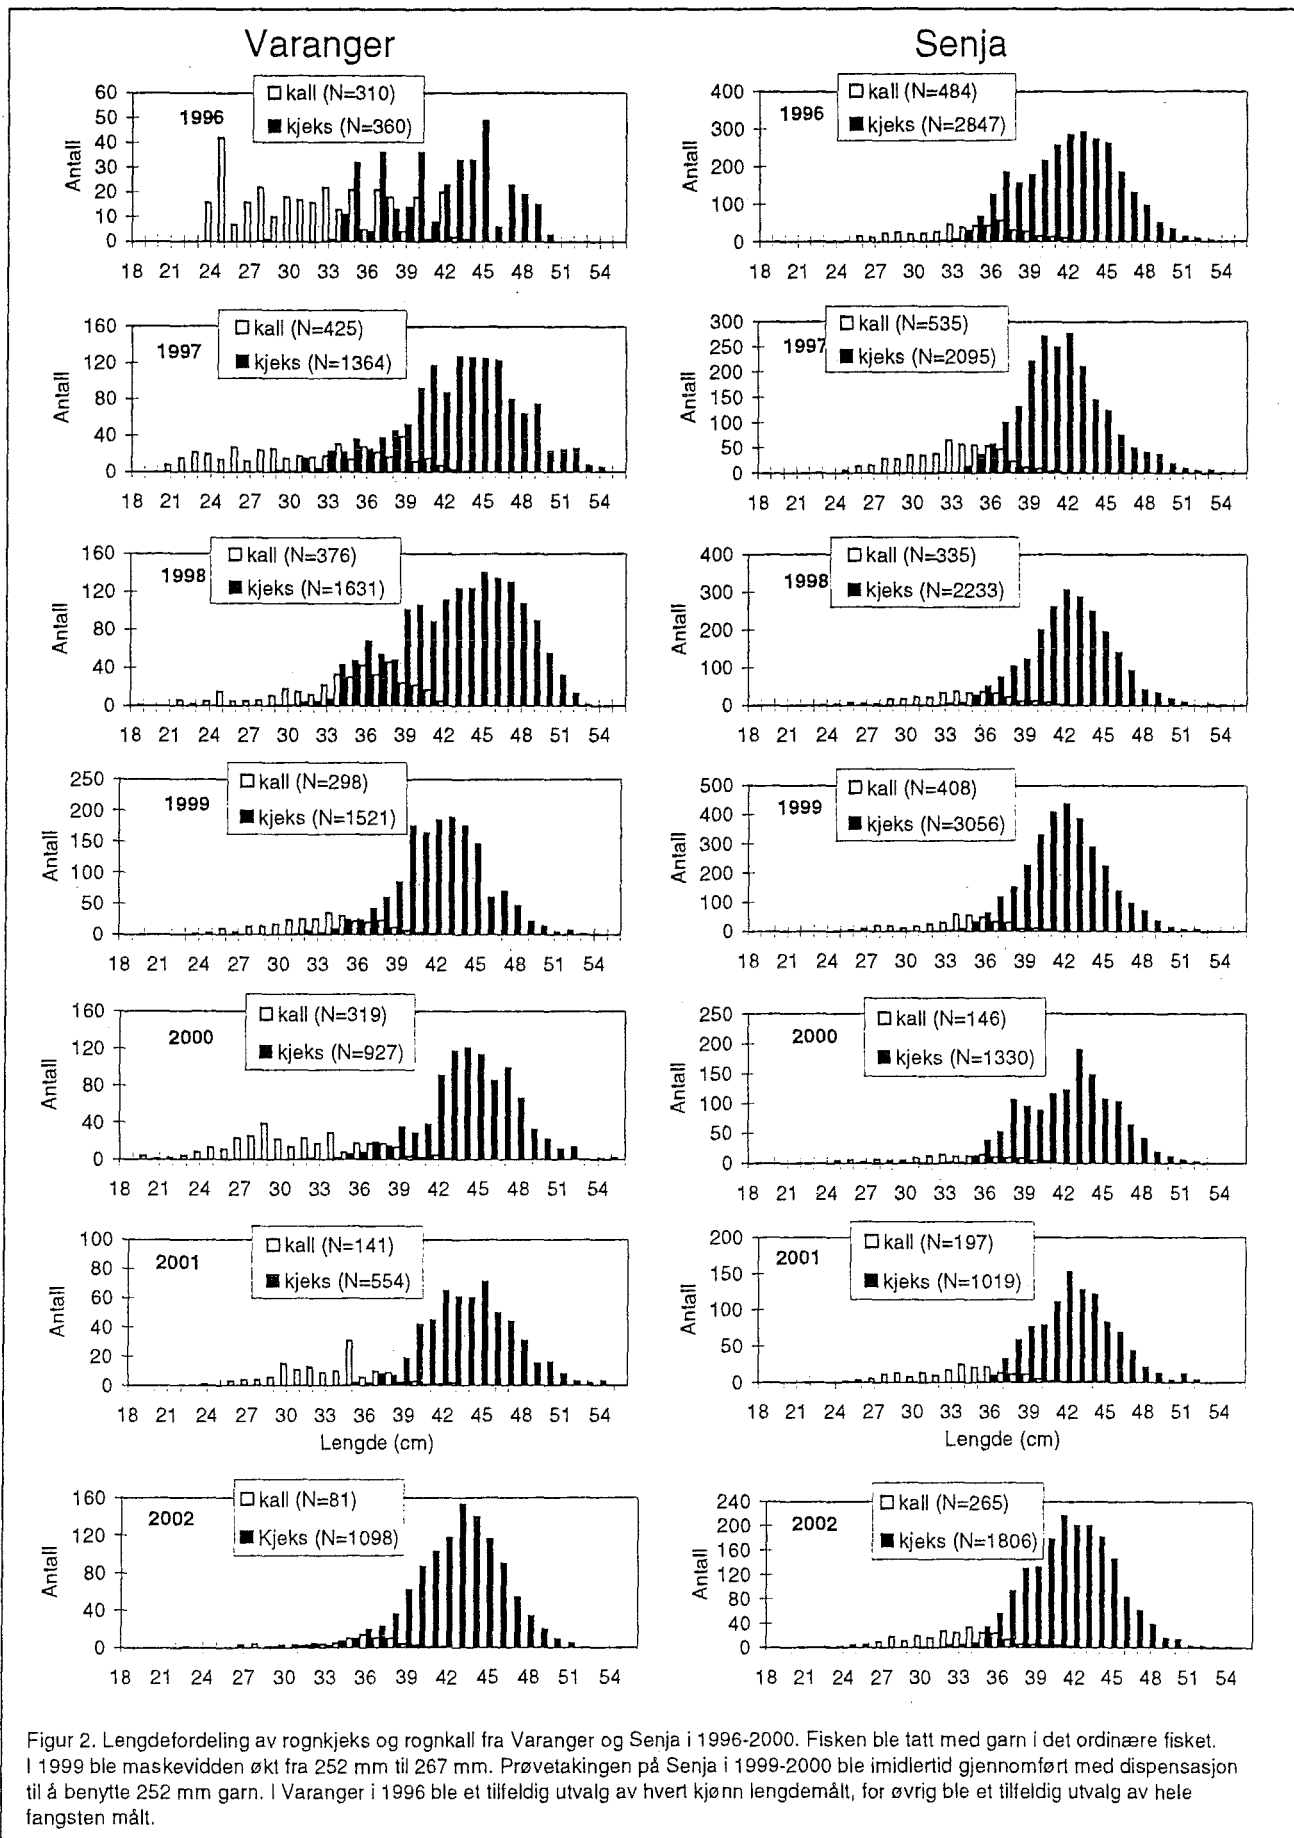 Varanger
Senja
60
50
40
30
20
10
0
Antall
1996
kall (N=310)
kjeks (N=360)
18 21 24 27 30 33 36 39 42 45 48 51 54
400
300
200
100
0
Antall
1996
kall (N=484)
kjeks (N=2847)
18 21 24 27 30 33 36 39 42 45 48 51 54
160
120
80
40
0
Antall
1997
kall (N=425)
kjeks (N=1364)
18 21 24 27 30 33 36 39 42 45 48 51 54
300
250
200
150
100
50
0
Antall
1997
kall (N=535)
kjeks (N=2095)
18 21 24 27 30 33 36 39 42 45 48 51 54
160
120
80
40
0
Antall
1998
kall (N=376)
kjeks (N=1631)
18 21 24 27 30 33 36 39 42 45 48 51 54
400
300
200
100
0
Antall
1998
kall (N=335)
kjeks (N=2233)
18 21 24 27 30 33 36 39 42 45 48 51 54
250
200
150
100
50
0
Antall
1999
kall (N=298)
kjeks (N=1521)
18 21 24 27 30 33 36 39 42 45 48 51 54
500
400
300
200
100
0
Antall
1999
kall (N=408)
kjeks (N=3056)
18 21 24 27 30 33 36 39 42 45 48 51 54
160
120
80
40
0
Antall
2000
kall (N=319)
kjeks (N=927)
18 21 24 27 30 33 36 39 42 45 48 51 54
250
200
150
100
50
0
Antall
2000
kall (N=146)
kjeks (N=1330)
18 21 24 27 30 33 36 39 42 45 48 51 54
100
80
60
40
20
0
Antall
2001
kall (N=141)
kjeks (N=554)
18 21 24 27 30 33 36 39 42 45 48 51 54
Lengde (cm)
200
150
100
50
0
Antall
2001
kall (N=197)
kjeks (N=1019)
18 21 24 27 30 33 36 39 42 45 48 51 54
Lengde (cm)
160
120
80
40
0
Antall
2002
kall (N=81)
Kjeks (N=1098)
18 21 24 27 30 33 36 39 42 45 48 51 54
240
200
160
120
80
40
0
Antall
2002
kall (N=265)
kjeks (N=1806)
18 21 24 27 30 33 36 39 42 45 48 51 54
Figur 2. Lengdefordeling av rognkjeks og rognkall fra Varanger og Senja i 1996-2000. Fisken ble tatt med garn i det ordinære fisket.
I 1999 ble maskevidden økt fra 252 mm til 267 mm. Prøvetakingen på Senja i 1999-2000 ble imidlertid gjennomført med dispensasjon
til å benytte 252 mm garn. I Varanger i 1996 ble et tilfeldig utvalg av hvert kjønn lengdemålt, for øvrig ble et tilfeldig utvalg av hele
fangsten målt.